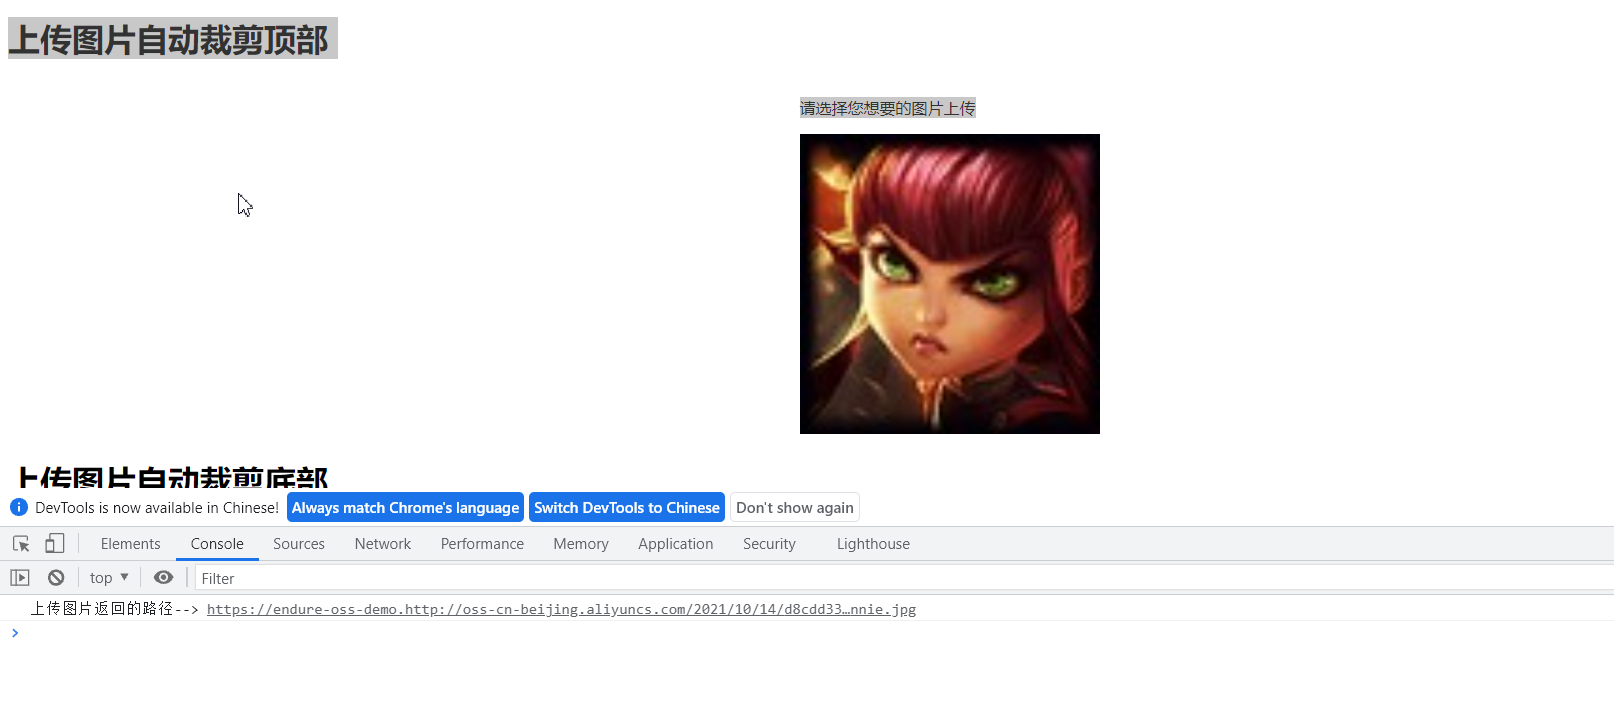 上传图片自动裁剪顶部
请选择您想要的图片上传
上传图片自动裁剪底部
DevTools is now available in Chinese! Always match Chrome's language Switch DevTools to Chinese Don't show again
Elements Console Sources Network Performance Memory Application Security Lighthouse
top Filter
上传图片返回的路径--> https://endure-oss-demo.http://oss-cn-beijing.aliyuncs.com/2021/10/14/d8cdd33…nnie.jpg